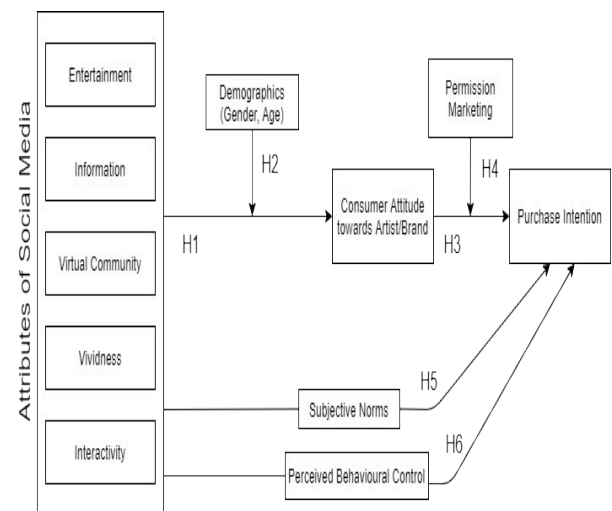 Attributes of Social Media
Entertainment
Information
Virtual Community
Vividness
Interactivity
Demographics
(Gender, Age)
H2
H1
Consumer Attitude
towards Artist/Brand
Permission
Marketing
H4
H3
Purchase Intention
H5
Subjective Norms
H6
Perceived Behavioural Control